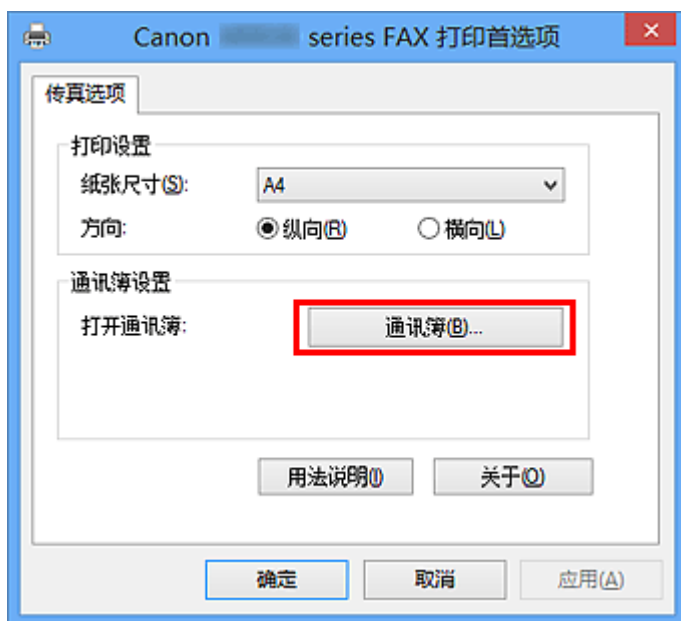 Canon series FAX 打印首选项
传真选项
打印设置
纸张尺寸(S): A4
方向: 纵向(R) 横向(L)
通讯簿设置
打开通讯簿: 通讯簿(B)...
用法说明(I) 关于(O)
确定 取消 应用(A)